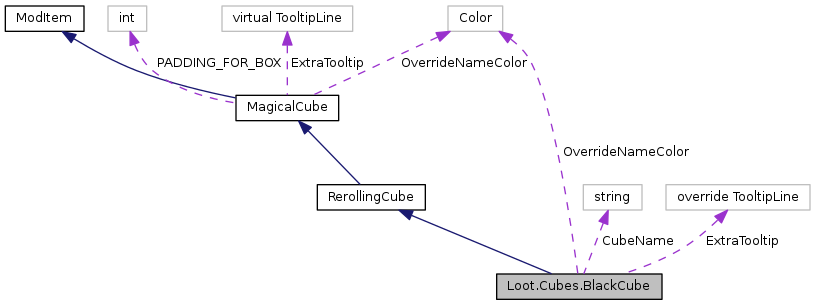 ModItem
int
virtual TooltipLine
Color
PADDING_FOR_BOX
ExtraTooltip
OverrideNameColor
MagicalCube
OverrideNameColor
RerollingCube
string
override TooltipLine
CubeName
ExtraTooltip
Loot.Cubes.BlackCube